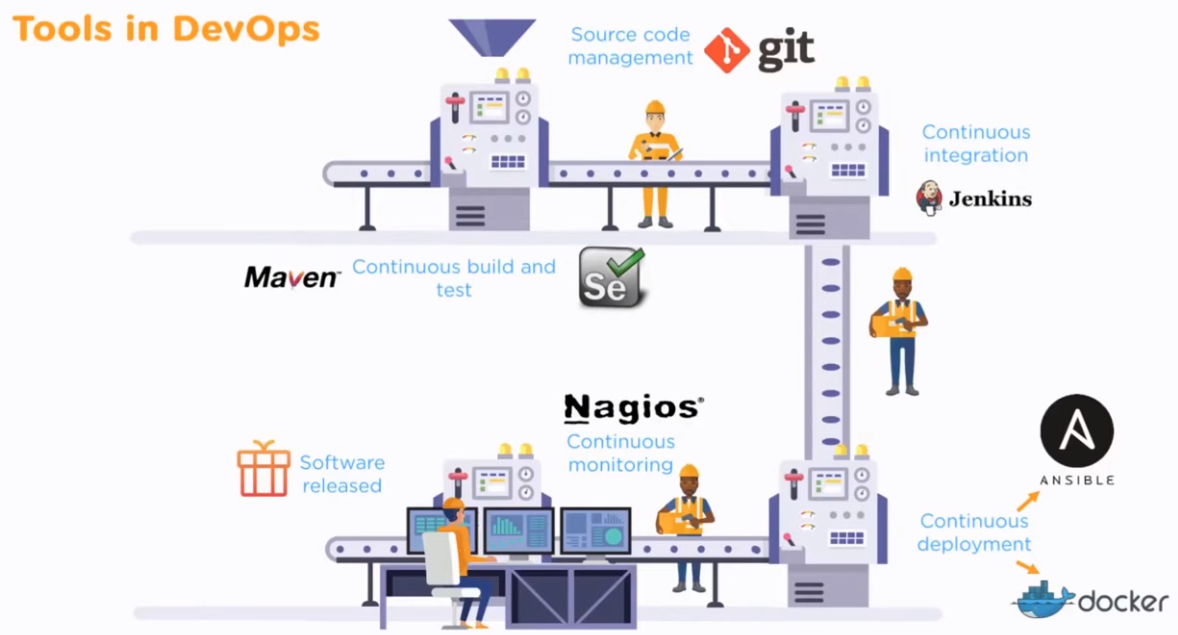 Tools in DevOps
Source code
management
git
Continuous
integration
Jenkins
Maven™
Continuous build and
test
Se
Nagios®
Continuous
monitoring
Software
released
ANSIBLE
Continuous
deployment
docker